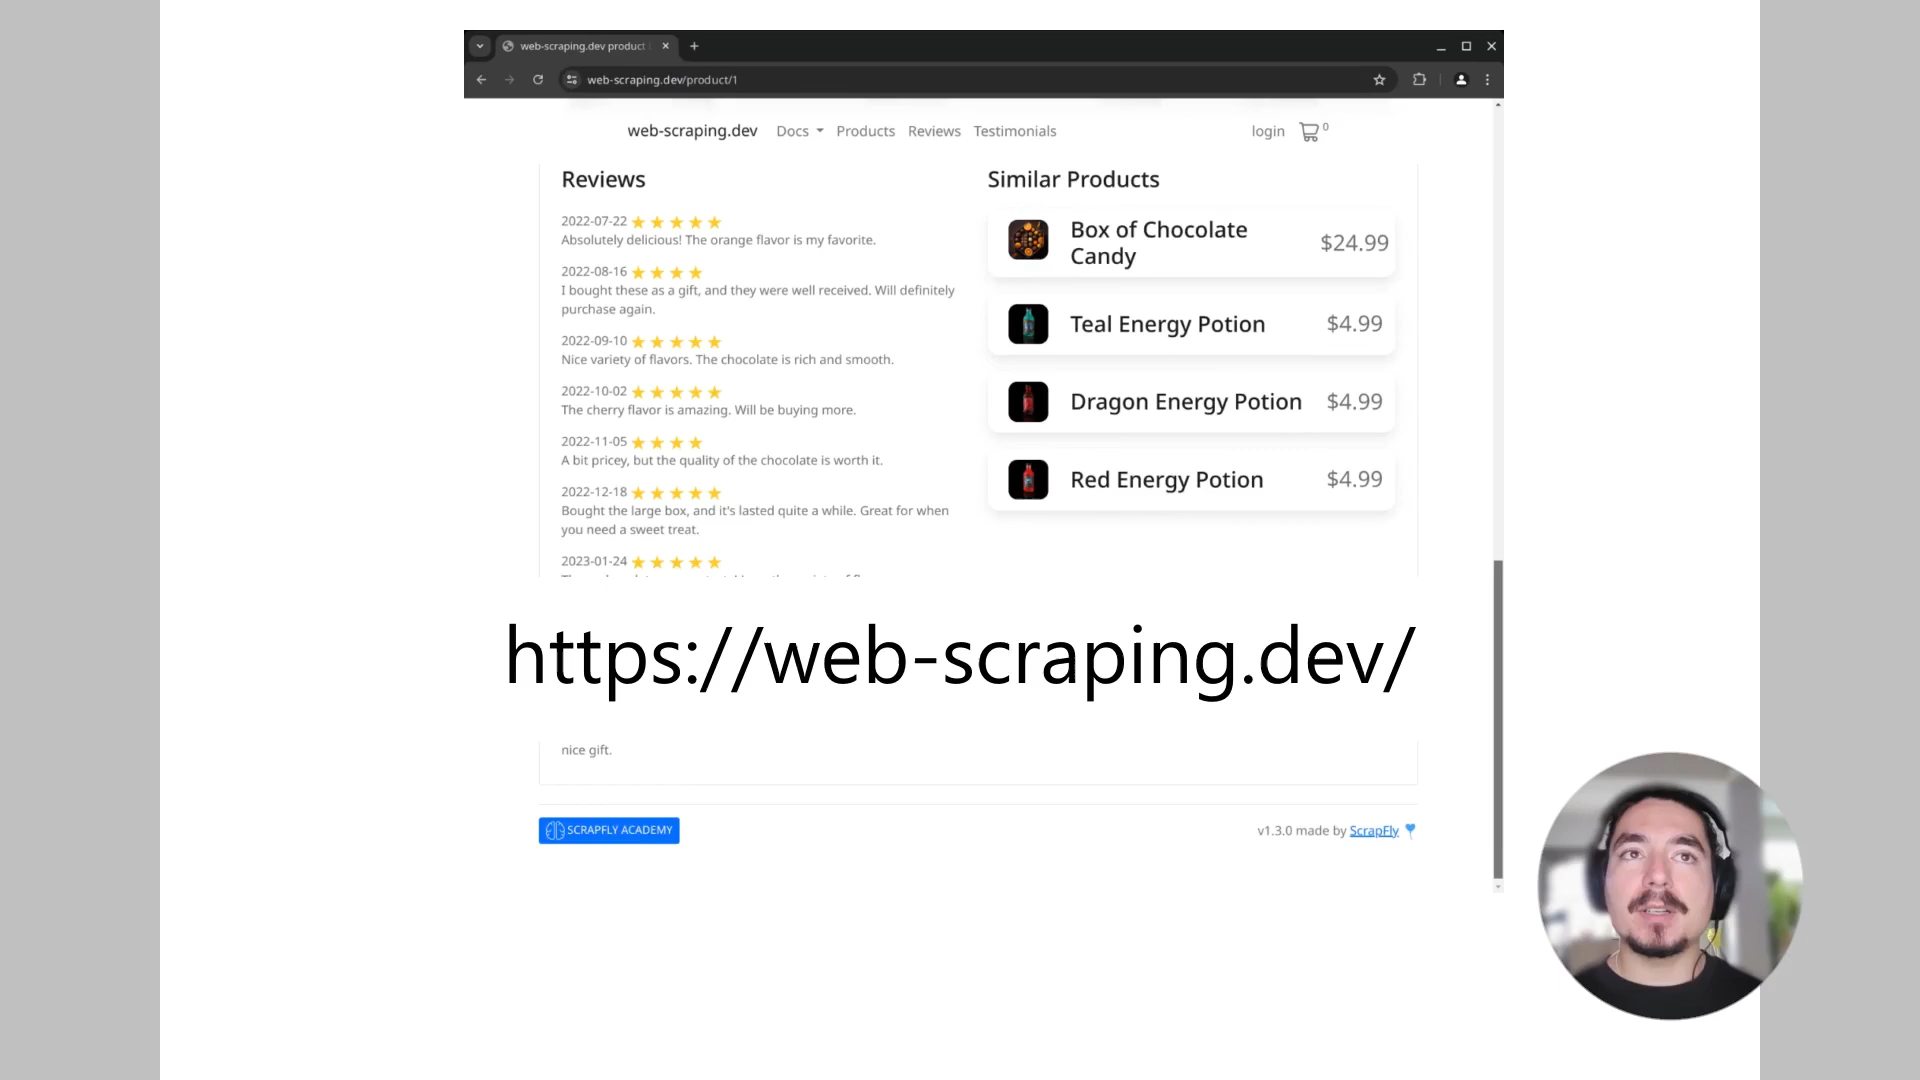 web-scraping.dev product
web-scraping.dev/product/1
web-scraping.dev Docs Products Reviews Testimonials login 0
Reviews
2022-07-22
Absolutely delicious! The orange flavor is my favorite.
2022-08-16
I bought these as a gift, and they were well received. Will definitely
purchase again.
2022-09-10
Nice variety of flavors. The chocolate is rich and smooth.
2022-10-02
The cherry flavor is amazing. Will be buying more.
2022-11-05
A bit pricey, but the quality of the chocolate is worth it.
2022-12-18
Bought the large box, and it's lasted quite a while. Great for when
you need a sweet treat.
2023-01-24
Similar Products
Box of Chocolate
Candy
$24.99
Teal Energy Potion $4.99
Dragon Energy Potion $4.99
Red Energy Potion $4.99
https://web-scraping.dev/
nice gift.
SCRAPFLY ACADEMY
v1.3.0 made by ScrapFly